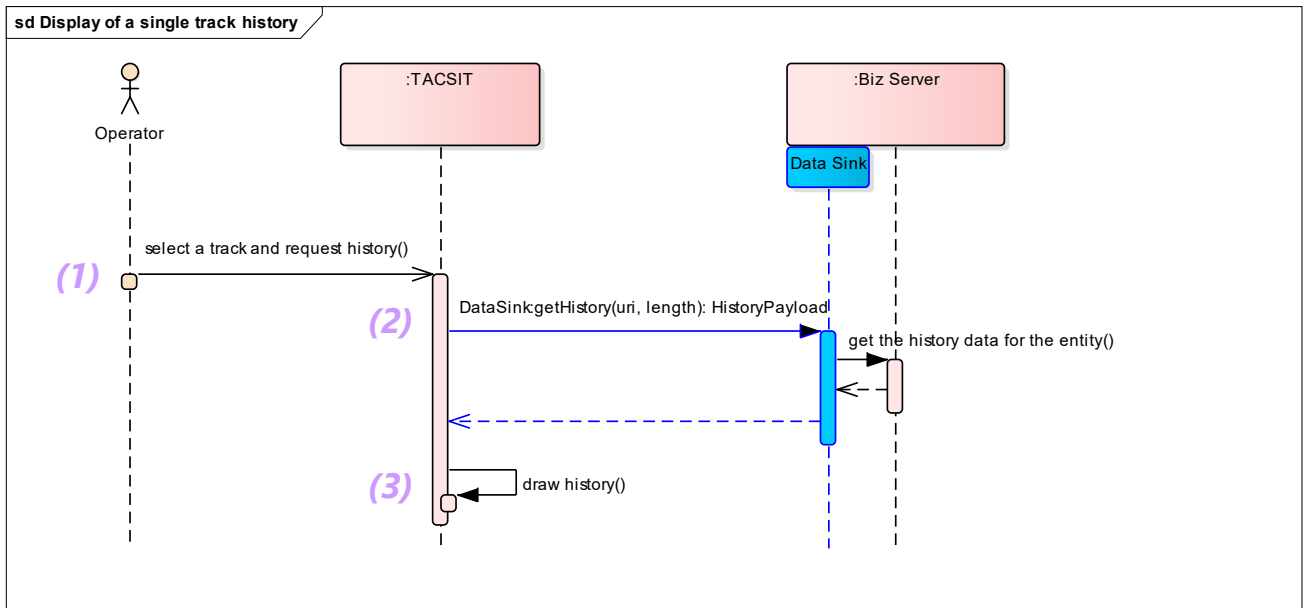 sd Display of a single track history
:TACSIT
:Biz Server
Operator
Data Sink
select a track and request history()
(1)
DataSink:getHistory(uri, length): HistoryPayload
(2)
get the history data for the entity()
(3)
draw history()